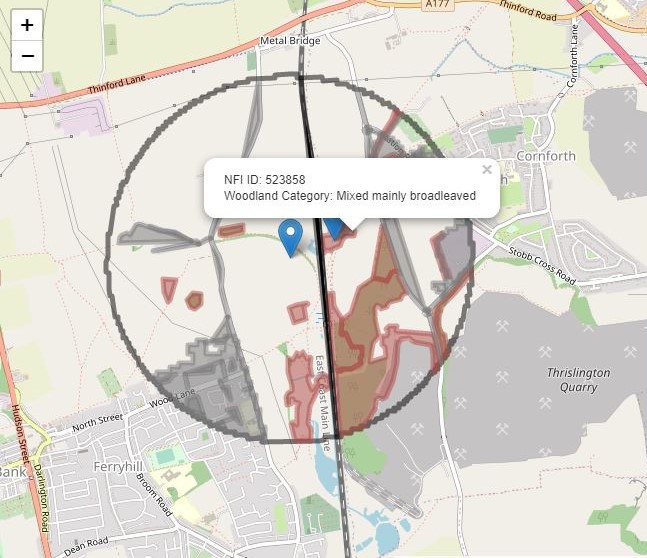 +
−
A177
Thinford Road
Metal Bridge
Cornforth Lane
Thinford Lane
×
NFI ID: 523858
Woodland Category: Mixed mainly broadleaved
Cornforth
Stobb Cross Road
Thrislington
Quarry
East Coast Main Line
Wood Lane
North Street
Hudson Street
Bank
Darlington Road
Ferryhill
Broom Road
Dean Road